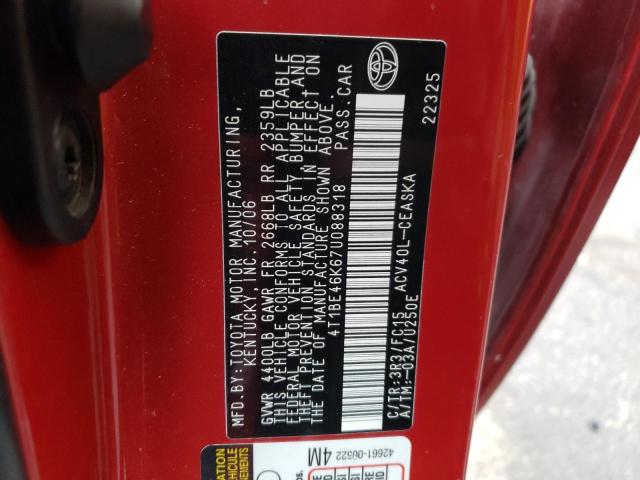 MFD.BY:TOYOTA MOTOR MANUFACTURING,
KENTUCKY, INC. 10/06
GVWR 4400LB GAWR FR 2668LB RR 2359LB
THIS VEHICLE CONFORMS TO ALL APPLICABLE
FEDERAL MOTOR VEHICLE SAFETY, BUMPER, AND
THEFT PREVENTION STANDARDS IN EFFECT ON
THE DATE OF MANUFACTURE SHOWN ABOVE.
4T1BE46K67U088318 PASS.CAR
C/TR:3R3/FC15 ACV40L-CEASKA
A/TM:-03A/U250E
22325
42661-06522
4M